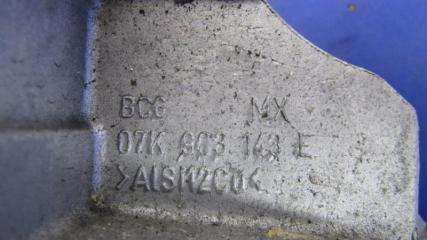 BCG MX
07K 903 143 E
>AlSi12CU<